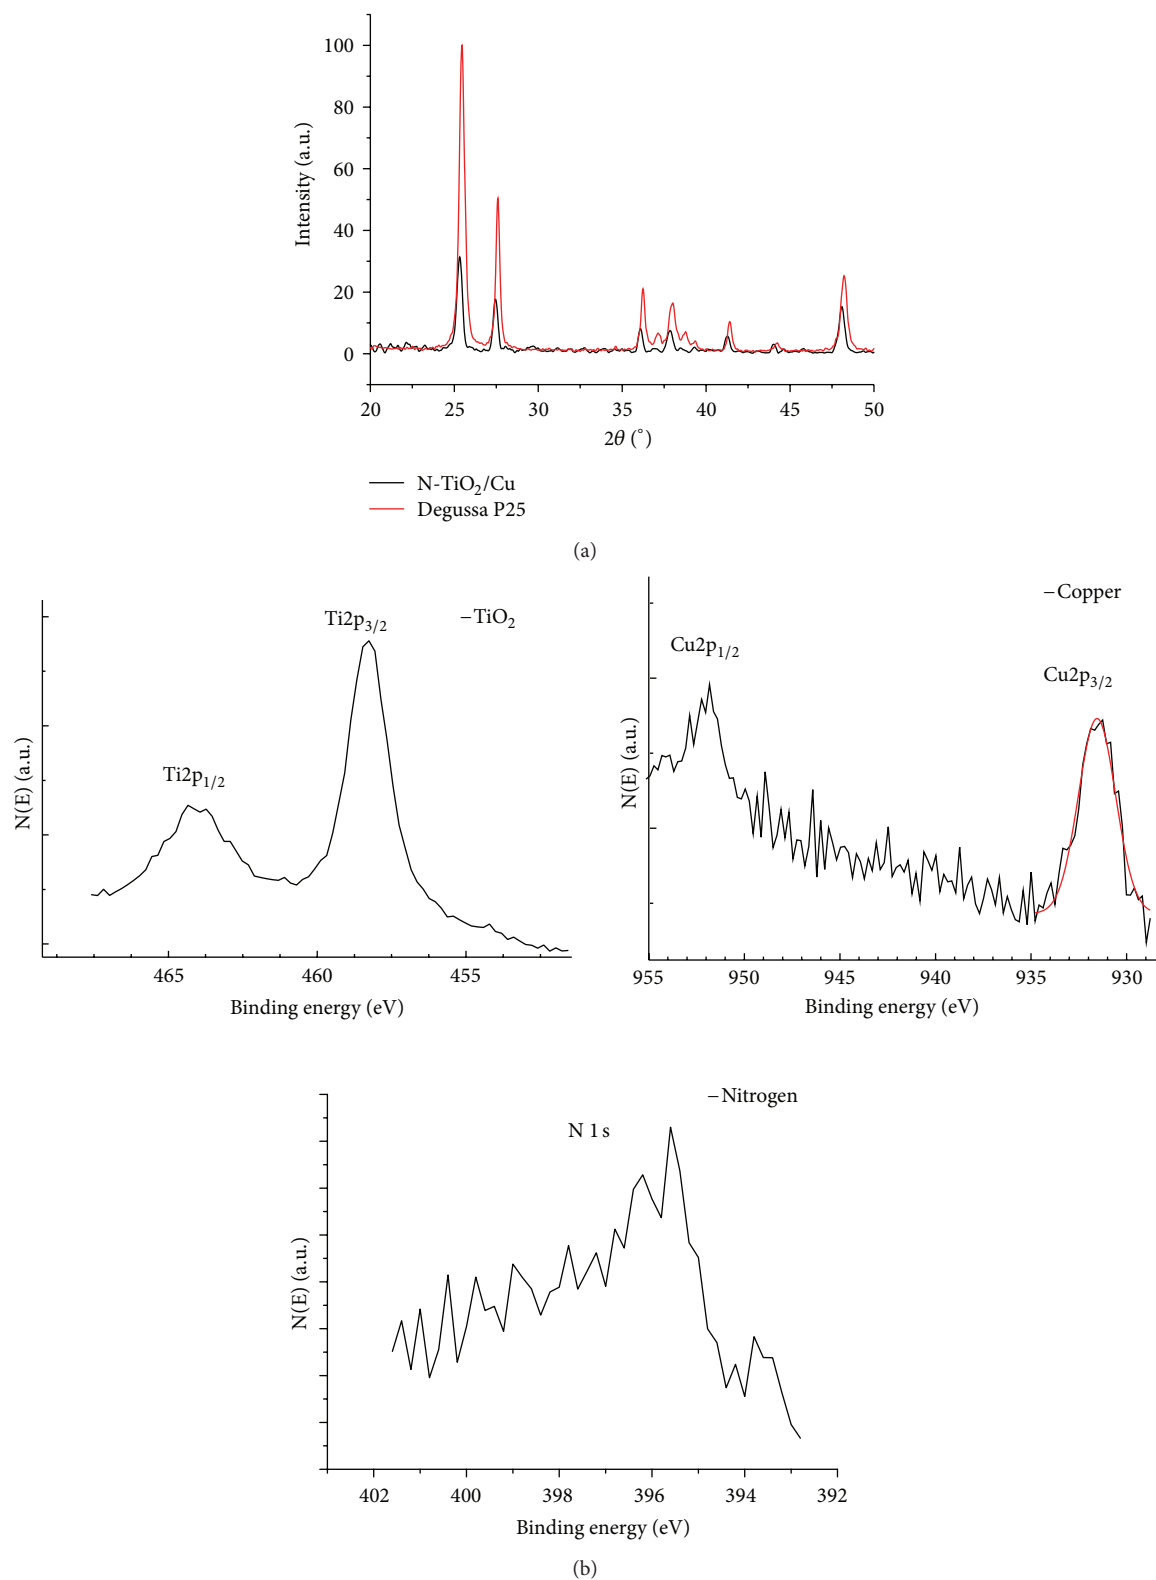 100
80
60
40
20
0
Intensity (a.u.)
20 25 30 35 40 45 50
2θ (°)
N-TiO₂/Cu
Degussa P25
(a)
Ti2p₃/₂
−TiO₂
Ti2p₁/₂
N(E) (a.u.)
465 460 455
Binding energy (eV)
−Copper
Cu2p₁/₂
Cu2p₃/₂
N(E) (a.u.)
955 950 945 940 935 930
Binding energy (eV)
−Nitrogen
N 1s
N(E) (a.u.)
402 400 398 396 394 392
Binding energy (eV)
(b)